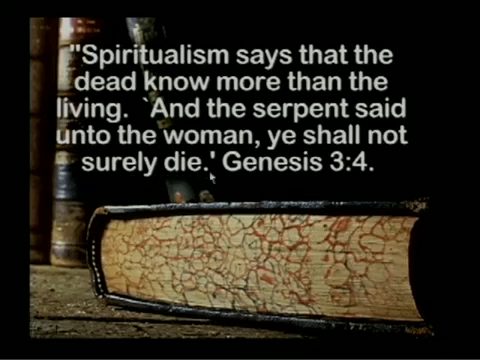 "Spiritualism says that the
dead know more than the
living.  `And the serpent said
unto the woman, ye shall not
surely die.' Genesis 3:4.